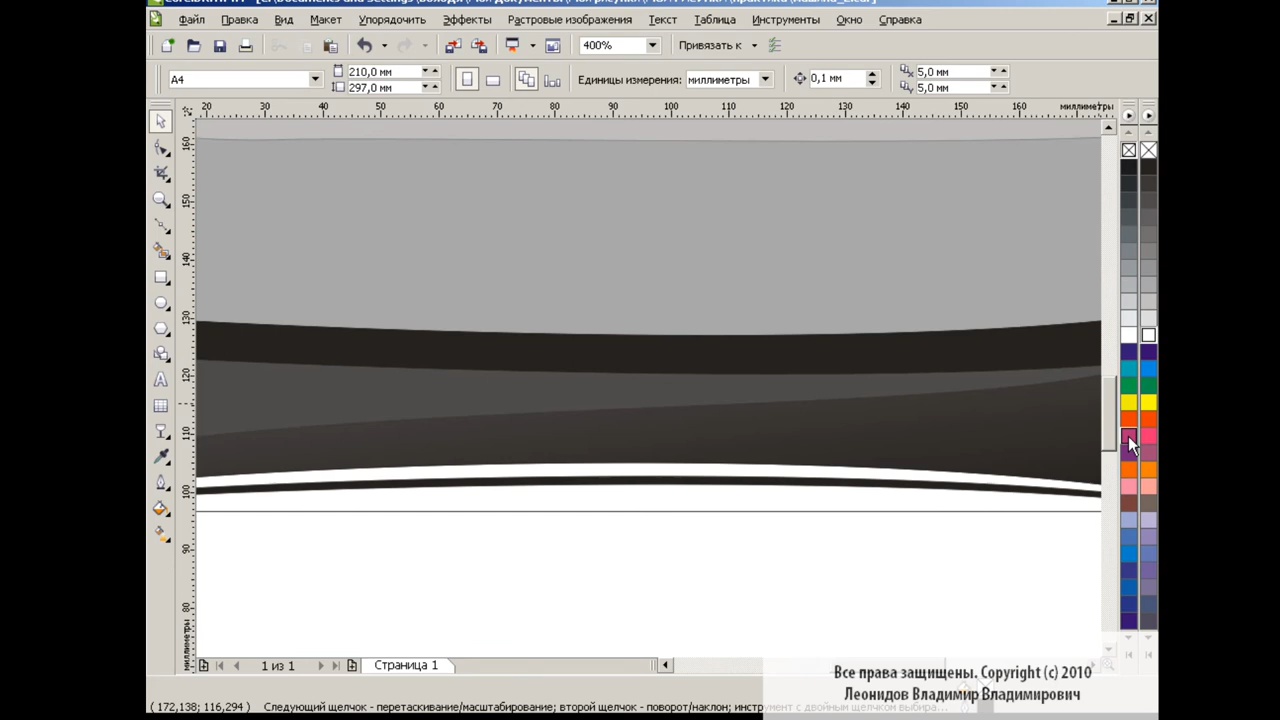 Файл Правка Вид Макет Упорядочить Эффекты Растровые изображения Текст Таблица Инструменты Окно Справка
400% Привязать к
A4 210,0 мм 297,0 мм Единицы измерения: миллиметры 0,1 мм 5,0 мм 5,0 мм
20 30 40 50 60 70 80 90 100 110 120 130 140 150 160 миллиметры
160
150
140
130
120
110
100
90
80
миллиметры
1 из 1 Страница 1
Все права защищены. Copyright (c) 2010
Леонидов Владимир Владимирович
(172,138; 116,294) Следующий щелчок - перетаскивание/масштабирование; второй щелчок - поворот/наклон; инструмент с двойным щелчком выбира...